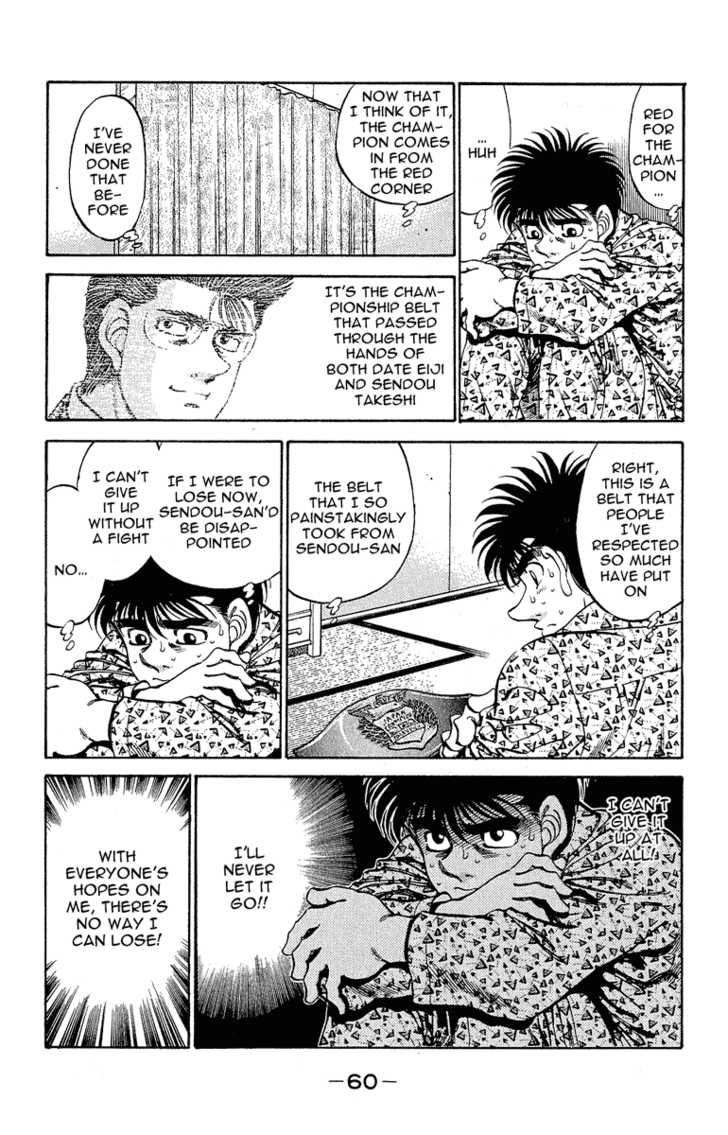 RED
FOR
THE
CHAM-
PION
...
...
HUH
NOW THAT
I THINK OF IT,
THE CHAM-
PION COMES
IN FROM
THE RED
CORNER
I'VE
NEVER
DONE
THAT
BE-
FORE
IT'S THE CHAM-
PIONSHIP BELT
THAT PASSED
THROUGH THE
HANDS OF
BOTH DATE EIJI
AND SENDOU
TAKESHI
RIGHT,
THIS IS A
BELT THAT
PEOPLE
I'VE
RESPECTED
SO MUCH
HAVE PUT
ON
THE BELT
THAT I SO
PAINSTAKINGLY
TOOK FROM
SENDOU-SAN
IF I WERE TO
LOSE NOW,
SENDOU-SAN'D
BE DISAP-
POINTED
I CAN'T
GIVE
IT UP
WITHOUT
A FIGHT
NO...
I CAN'T
GIVE IT
UP AT
ALL!
I'LL
NEVER
LET IT
GO!!
WITH
EVERYONE'S
HOPES ON
ME, THERE'S
NO WAY I
CAN LOSE!
—60—